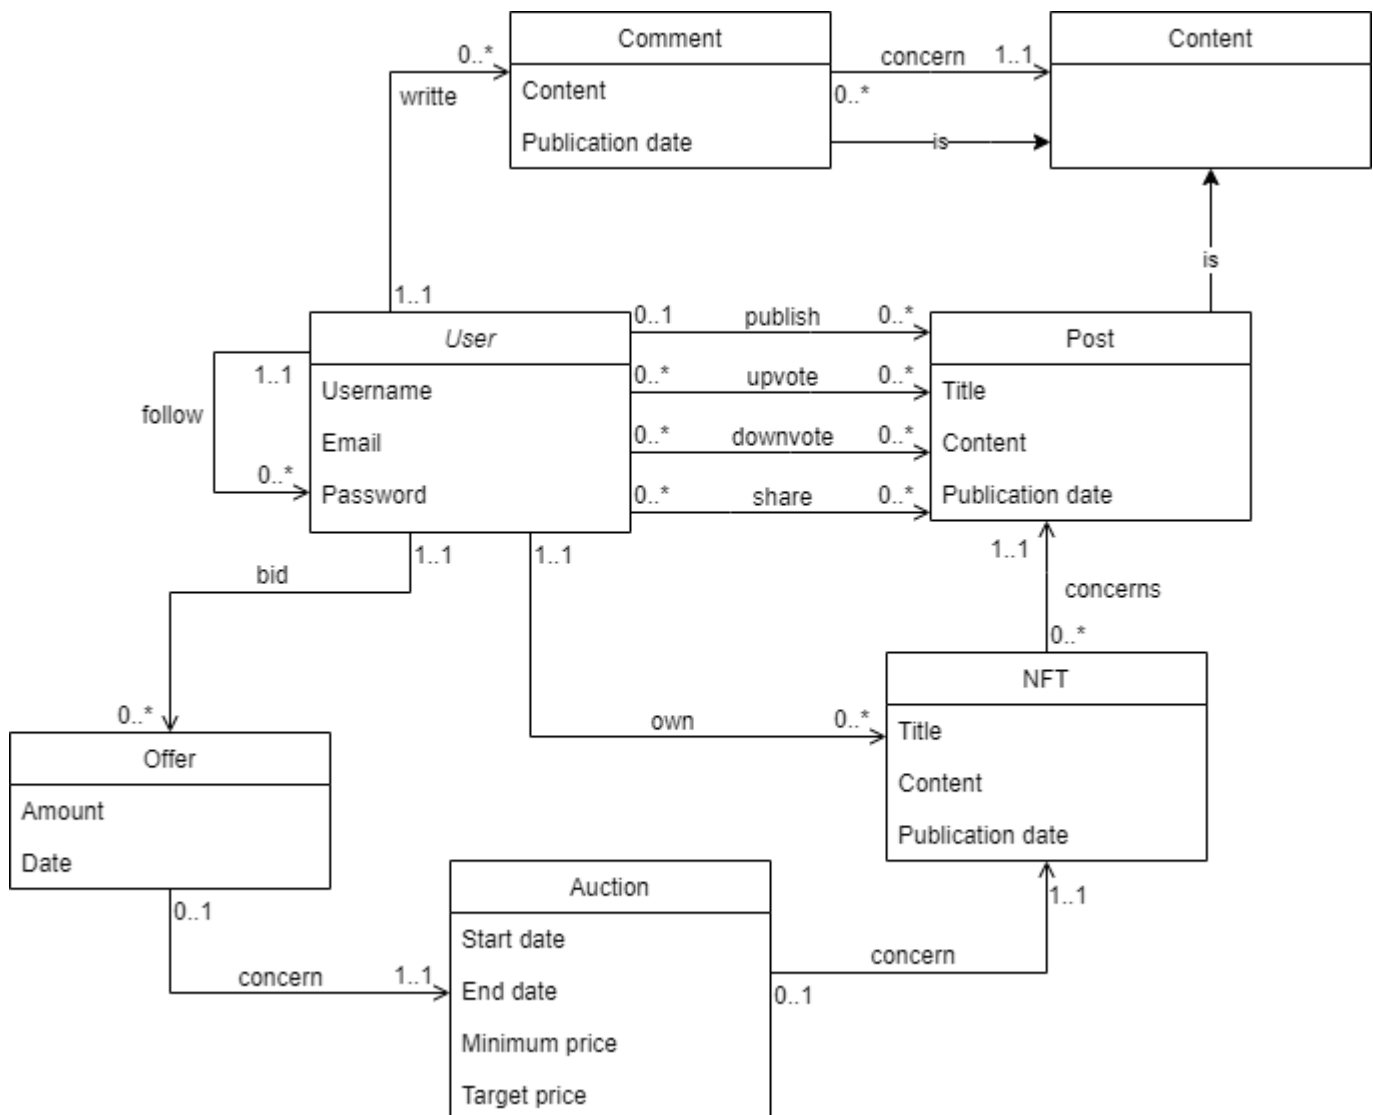 Comment
Content
0..*
concern
1..1
writte
Content
0..*
Publication date
is
is
1..1
User
0..1
publish
0..*
Post
1..1
Username
0..*
upvote
0..*
Title
follow
Email
0..*
downvote
0..*
Content
0..*
Password
0..*
share
0..*
Publication date
1..1
1..1
1..1
bid
concerns
0..*
NFT
0..*
own
0..*
Title
Offer
Content
Amount
Publication date
Date
Auction
1..1
0..1
Start date
concern
concern
1..1
End date
0..1
Minimum price
Target price